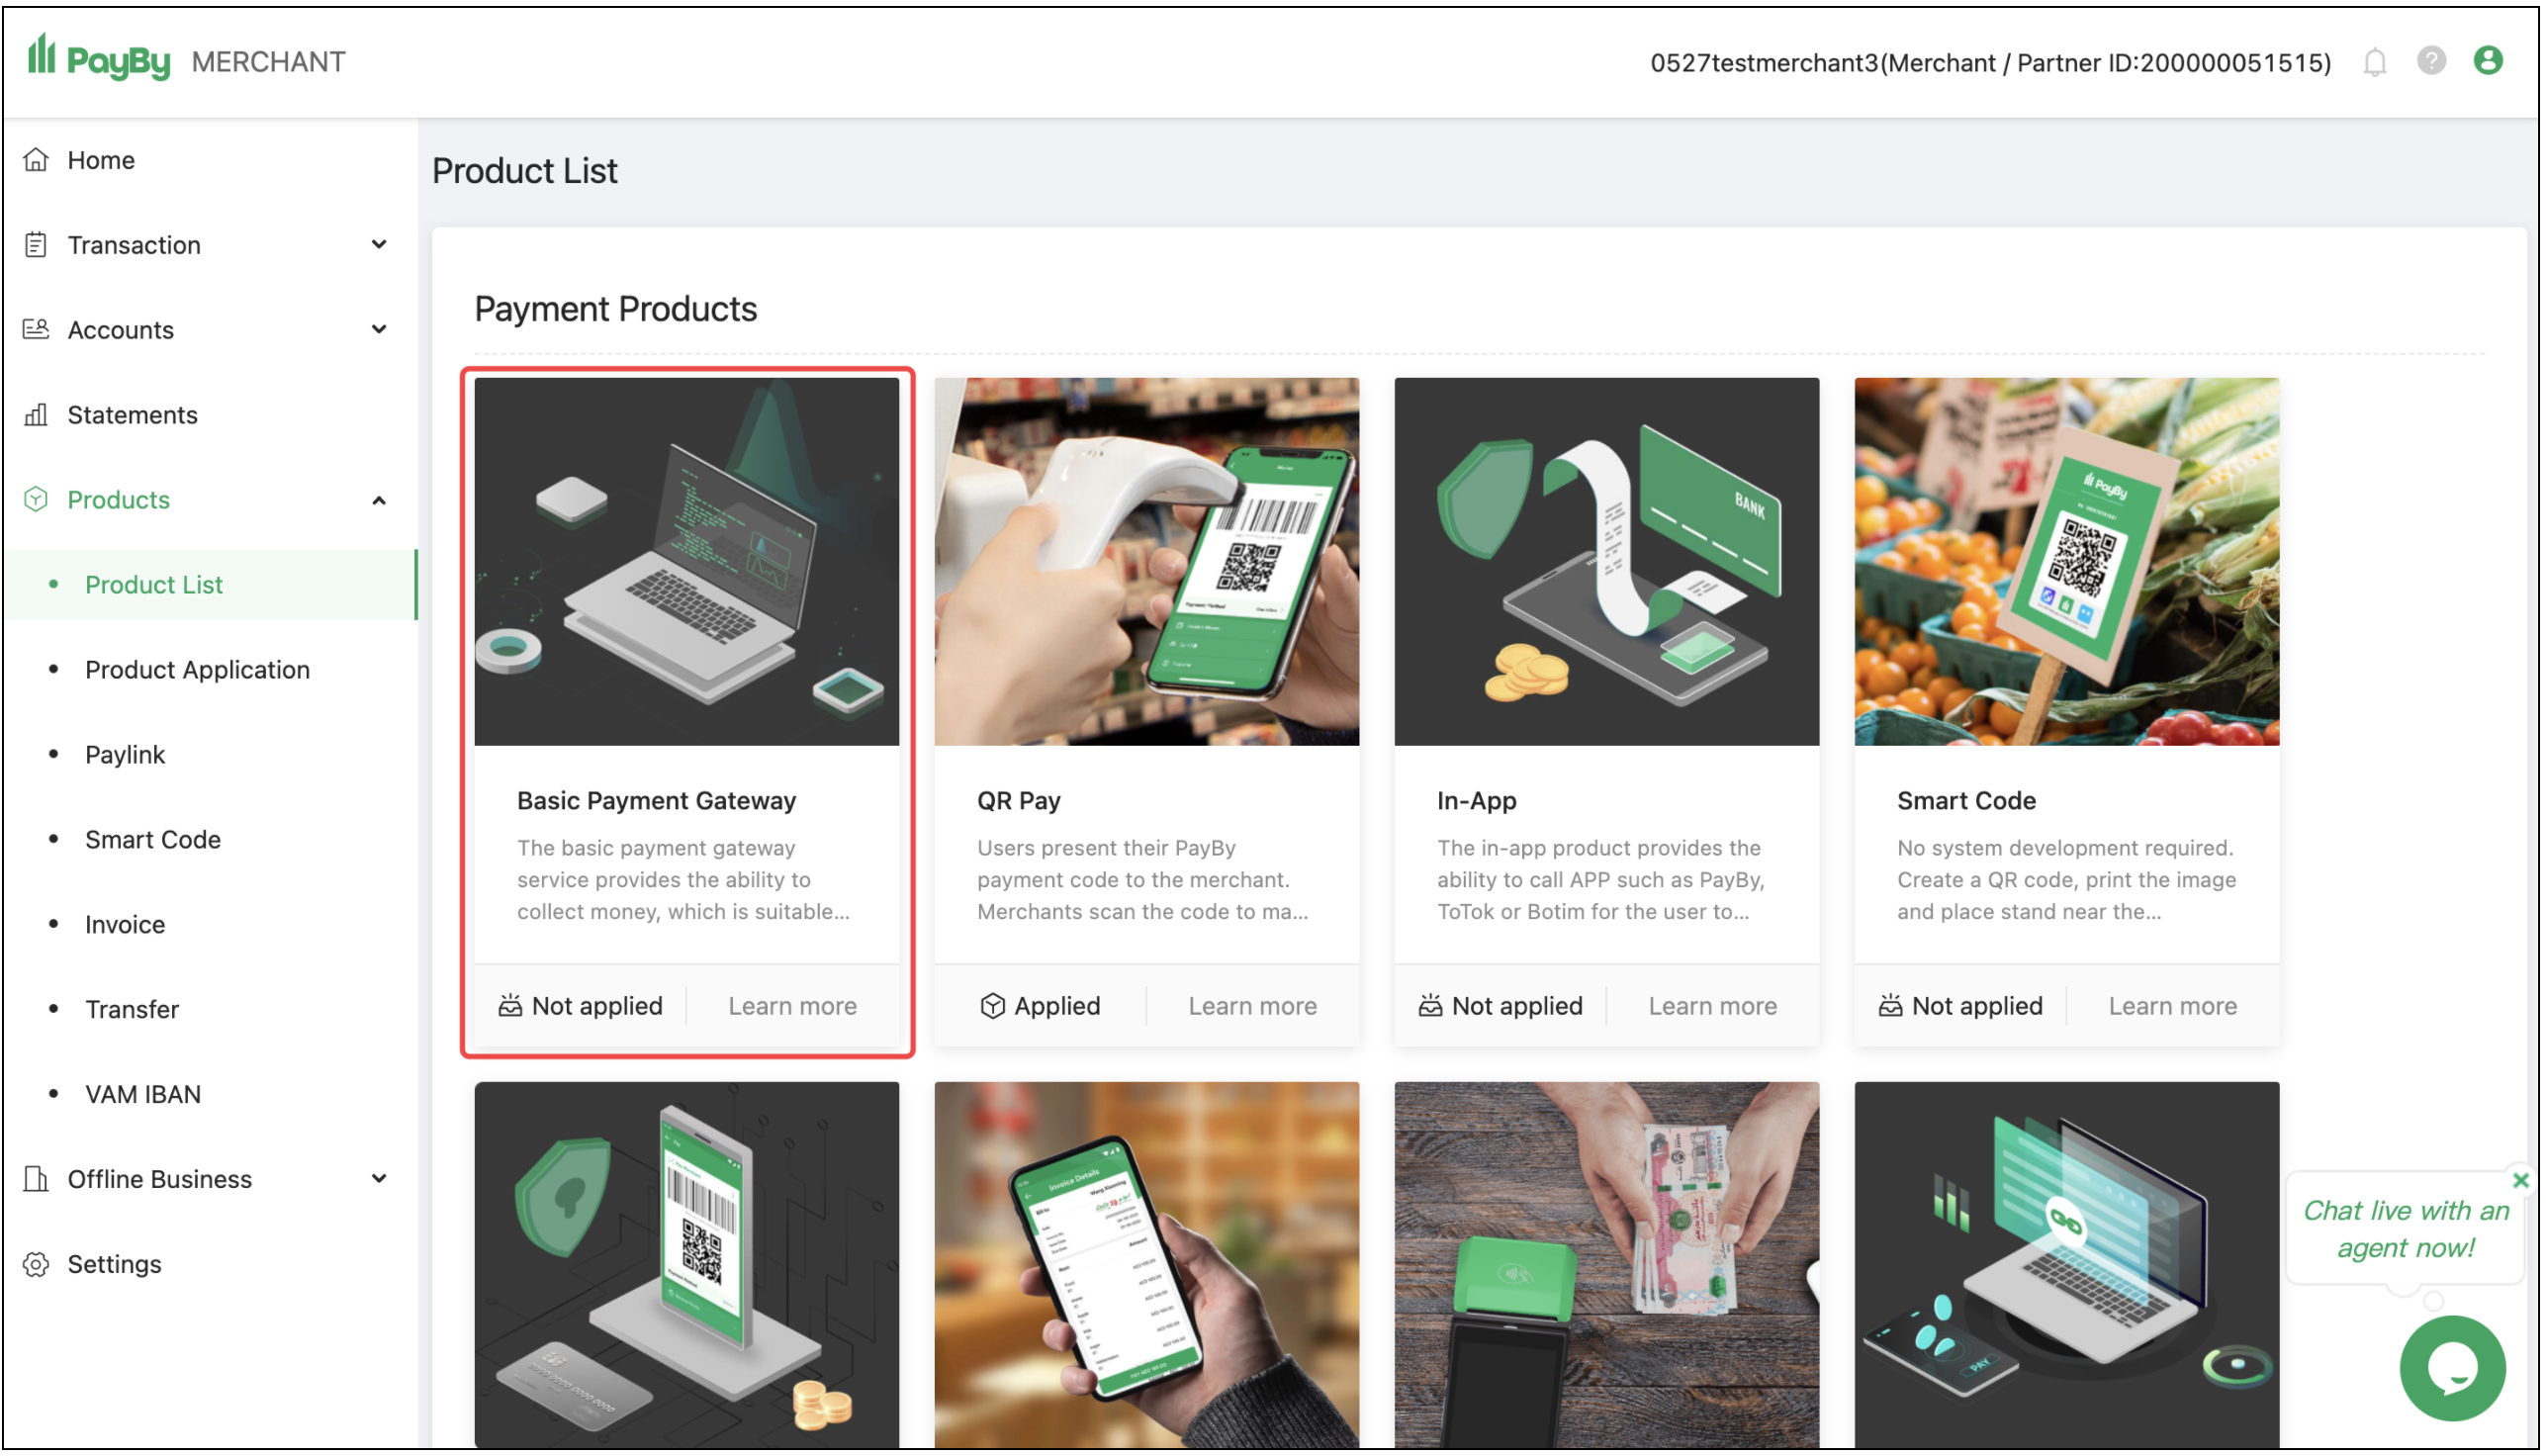 PayBy MERCHANT
0527testmerchant3(Merchant / Partner ID:200000051515)
Home
Transaction
Accounts
Statements
Products
Product List
Product Application
Paylink
Smart Code
Invoice
Transfer
VAM IBAN
Offline Business
Settings
Product List
Payment Products
BANK
PayBy
Basic Payment Gateway
The basic payment gateway
service provides the ability to
collect money, which is suitable...
Not applied
Learn more
QR Pay
Users present their PayBy
payment code to the merchant.
Merchants scan the code to ma...
Applied
Learn more
In-App
The in-app product provides the
ability to call APP such as PayBy,
ToTok or Botim for the user to...
Not applied
Learn more
Smart Code
No system development required.
Create a QR code, print the image
and place stand near the...
Not applied
Learn more
Invoice Details
PAY
Chat live with an
agent now!